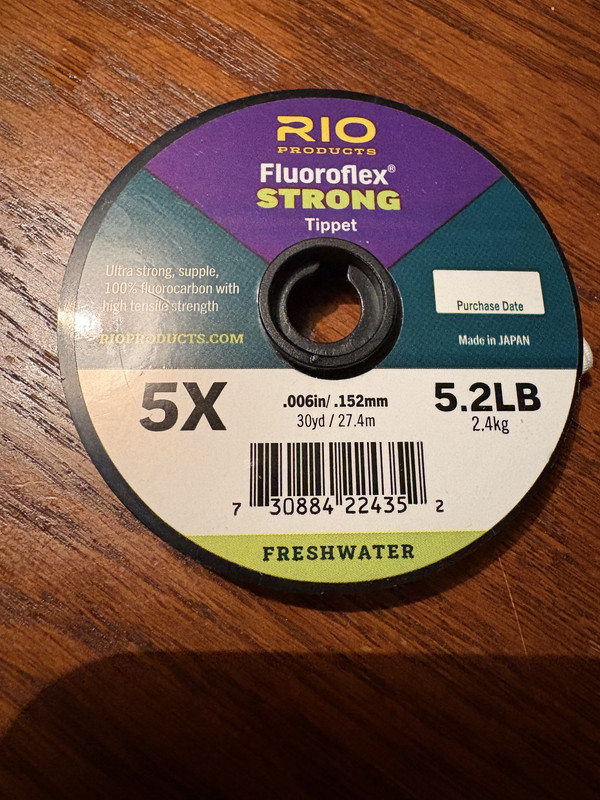 RIO
PRODUCTS
Fluoroflex®
STRONG
Tippet
Ultra strong, supple,
100% fluorocarbon with
high tensile strength
RIOPRODUCTS.COM
Purchase Date
Made in JAPAN
5X
.006in/ .152mm
30yd / 27.4m
5.2LB
2.4kg
7 30884 22435 2
FRESHWATER